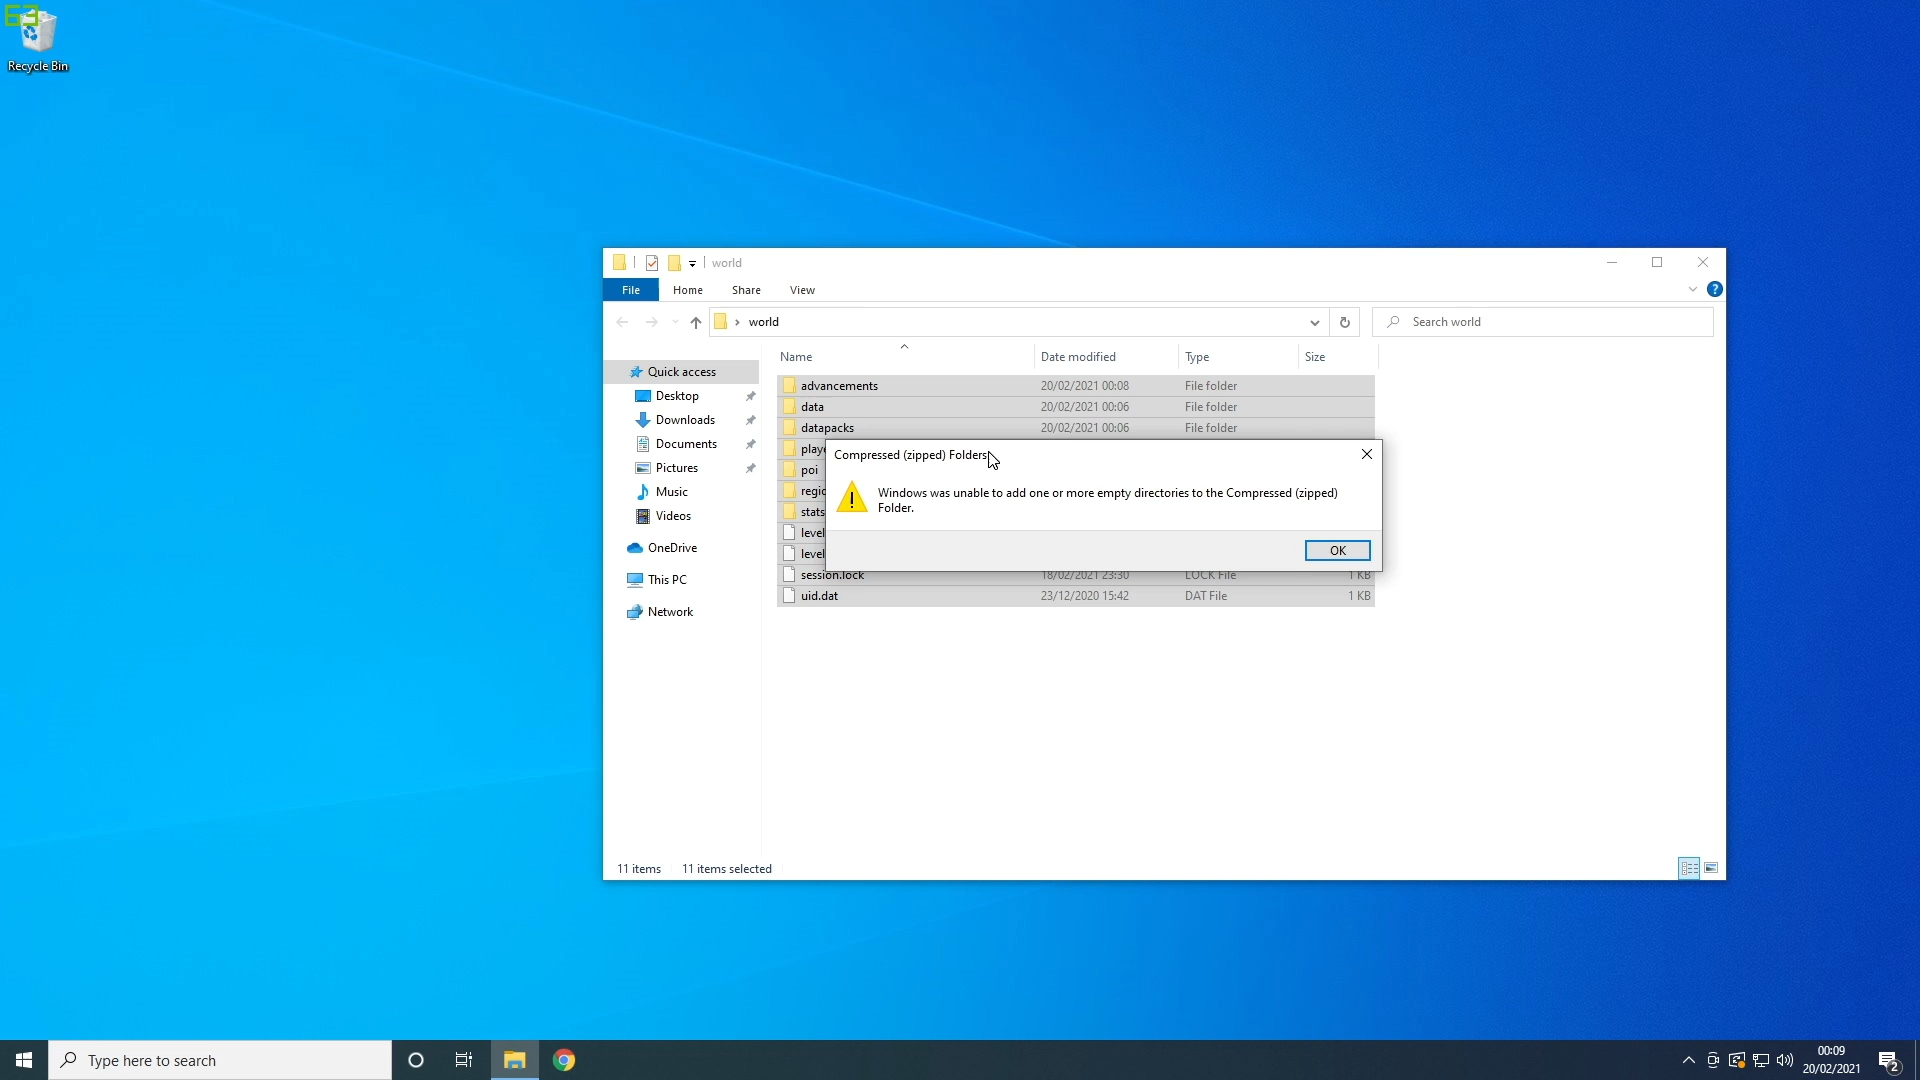 63
Recycle Bin
world
File
Home
Share
View
world
Search world
Name
Date modified
Type
Size
Quick access
Desktop
Downloads
Documents
Pictures
Music
Videos
OneDrive
This PC
Network
advancements 20/02/2021 00:08 File folder
data 20/02/2021 00:06 File folder
datapacks 20/02/2021 00:06 File folder
playe
poi
regio
stats
level
level
session.lock 18/02/2021 23:30 LOCK File 1 KB
uid.dat 23/12/2020 15:42 DAT File 1 KB
Compressed (zipped) Folders
Windows was unable to add one or more empty directories to the Compressed (zipped)
Folder.
OK
11 items
11 items selected
Type here to search
00:09
20/02/2021
2